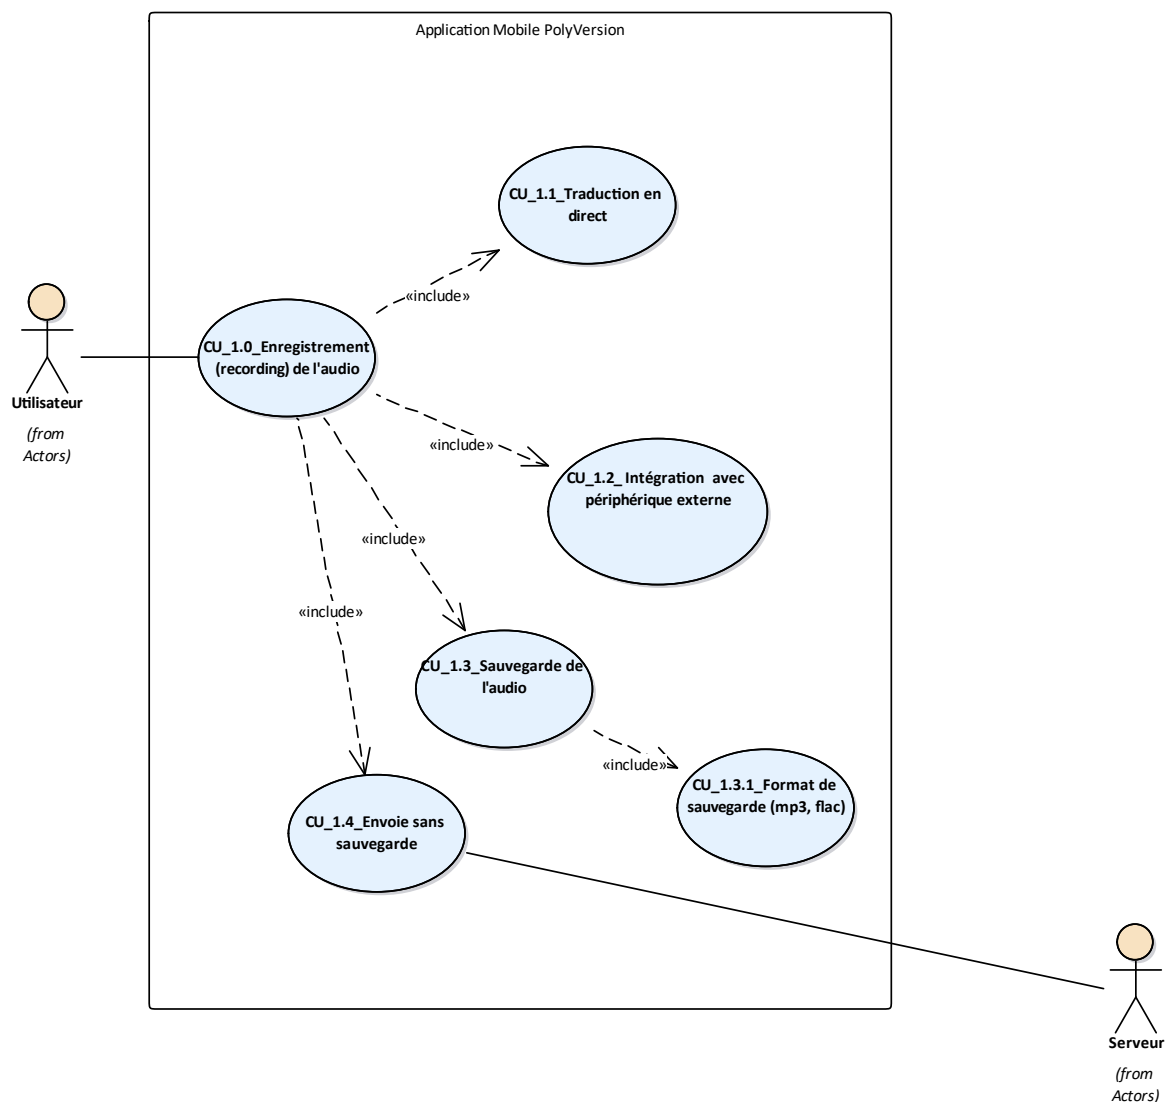 Application Mobile PolyVersion
CU_1.1_Traduction en
direct
«include»
CU_1.0_Enregistrement
(recording) de l'audio
Utilisateur
(from
Actors)
«include»
CU_1.2_ Intégration  avec
périphérique externe
«include»
«include»
CU_1.3_Sauvegarde de
l'audio
«include»
CU_1.3.1_Format de
sauvegarde (mp3, flac)
CU_1.4_Envoie sans
sauvegarde
Serveur
(from
Actors)